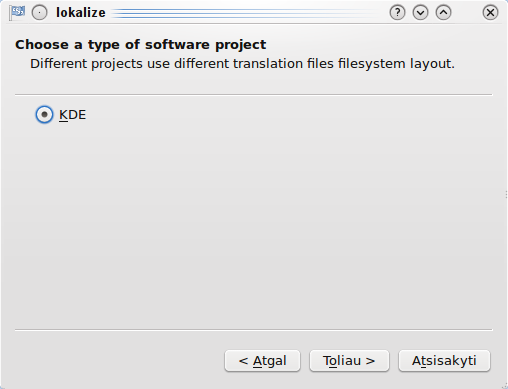 lokalize
Choose a type of software project
Different projects use different translation files filesystem layout.
KDE
< Atgal
Toliau >
Atsisakyti